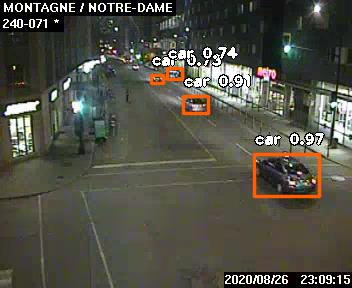 MONTAGNE / NOTRE-DAME
240-071 *
car 0.74
car 0.73
car 0.91
metro
car 0.97
2020/08/26 23:09:15